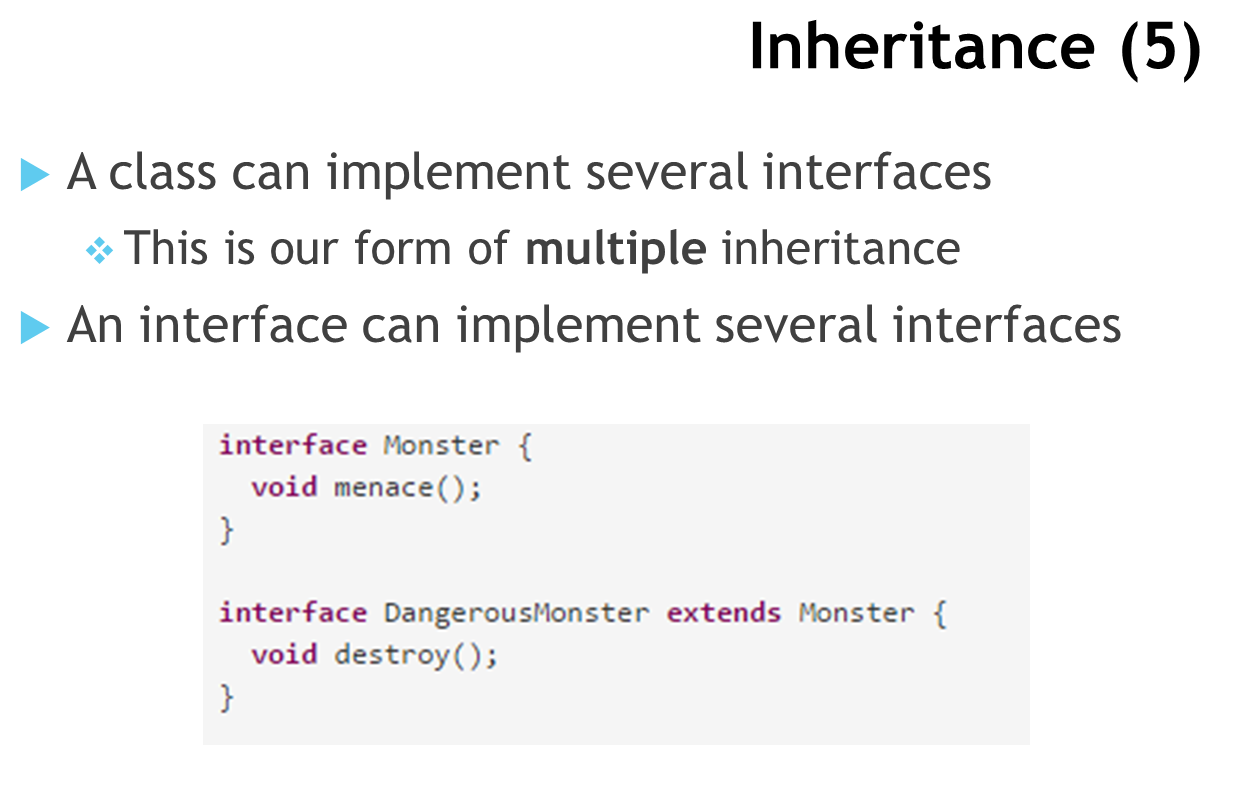 Inheritance (5)
A class can implement several interfaces
This is our form of multiple inheritance
An interface can implement several interfaces
interface Monster {
  void menace();
}
interface DangerousMonster extends Monster {
  void destroy();
}